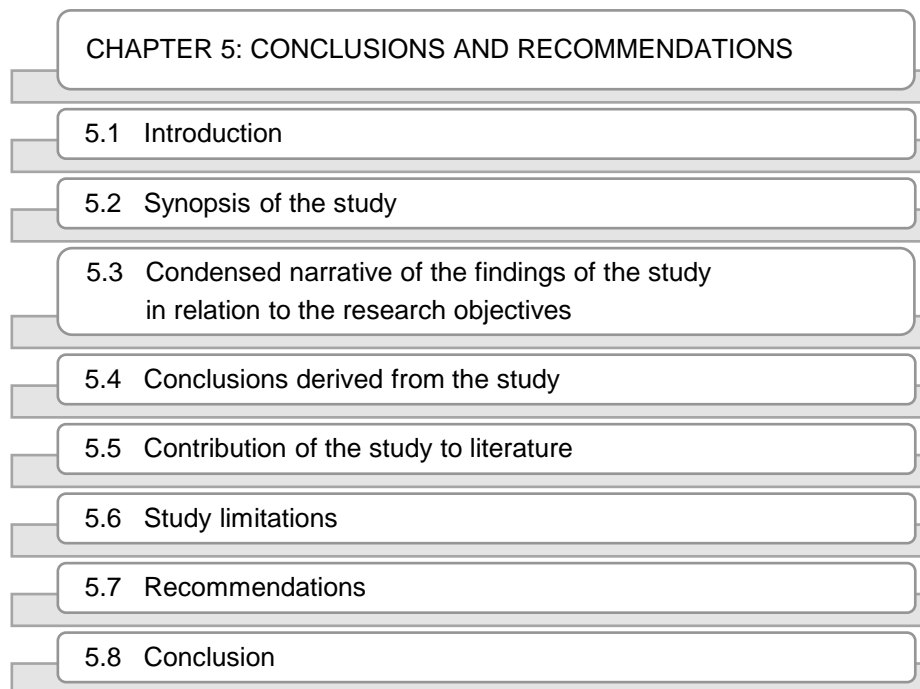 CHAPTER 5: CONCLUSIONS AND RECOMMENDATIONS
5.1 Introduction
5.2 Synopsis of the study
5.3 Condensed narrative of the findings of the study
in relation to the research objectives
5.4 Conclusions derived from the study
5.5 Contribution of the study to literature
5.6 Study limitations
5.7 Recommendations
5.8 Conclusion